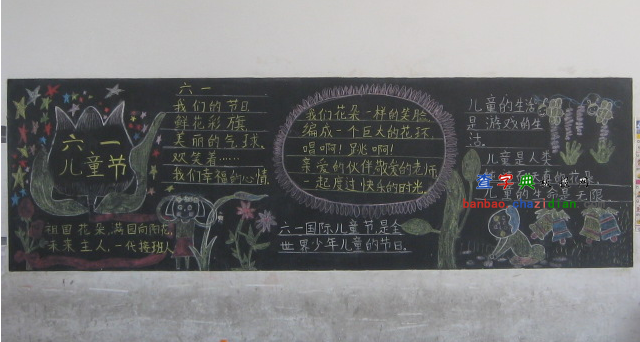 六一
儿童节
祖国花朵,满园向阳花,
未来主人,一代接班人
六一
我们的节日
鲜花彩旗
美丽的气球
欢笑着……
我们幸福的心情
我们花朵一样的笑脸
编成一个巨大的花环
唱啊!跳啊!
亲爱的伙伴敬爱的老师
一起度过快乐的时光
六一国际儿童节是全
世界少年儿童的节日
儿童的生活
是游戏的生
活
儿童是人类
查字典
banbao.chazidian